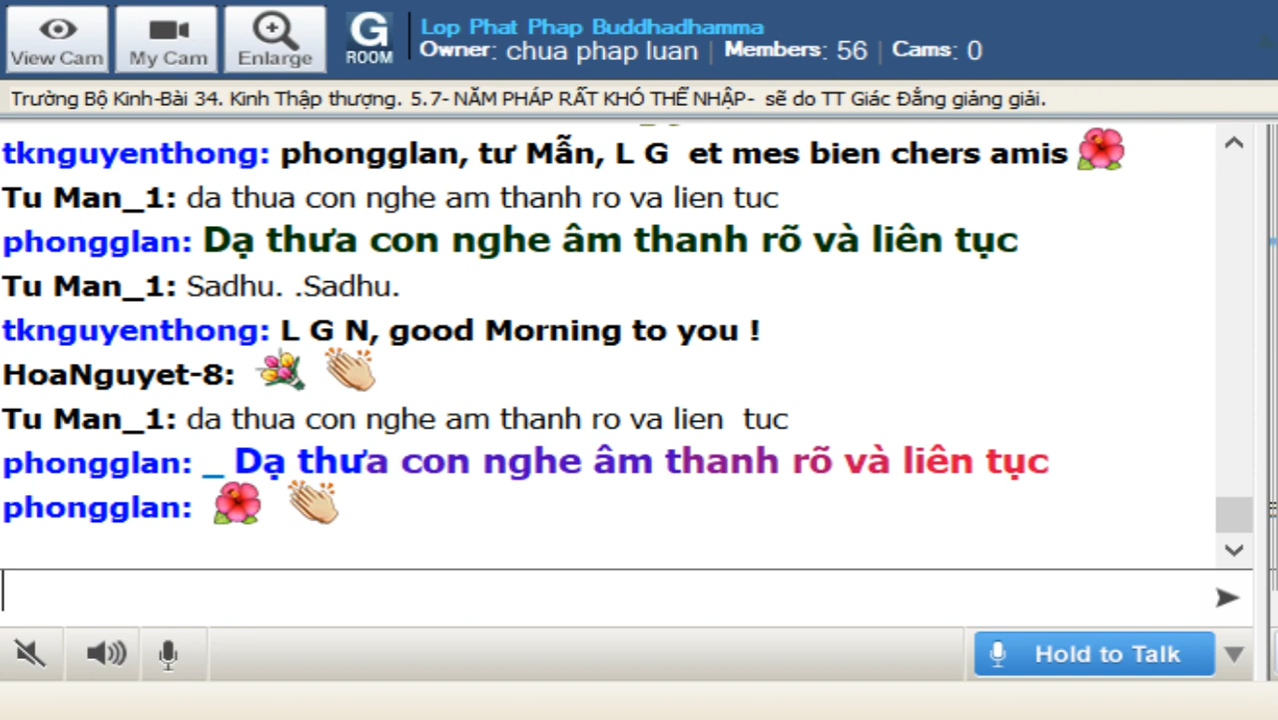 View Cam
My Cam
Enlarge
G
ROOM
Lop Phat Phap Buddhadhamma
Owner: chua phap luan | Members: 56 | Cams: 0
Trường Bộ Kinh-Bài 34. Kinh Thập thượng. 5.7- NĂM PHÁP RẤT KHÓ THỂ NHẬP- sẽ do TT Giác Đẳng giảng giải.
tknguyenthong: phongglan, tư Mẫn, L G et mes bien chers amis
Tu Man_1: da thua con nghe am thanh ro va lien tuc
phongglan: Dạ thưa con nghe âm thanh rõ và liên tục
Tu Man_1: Sadhu. .Sadhu.
tknguyenthong: L G N, good Morning to you !
HoaNguyet-8:
Tu Man_1: da thua con nghe am thanh ro va lien tuc
phongglan: _ Dạ thưa con nghe âm thanh rõ và liên tục
phongglan:
Hold to Talk